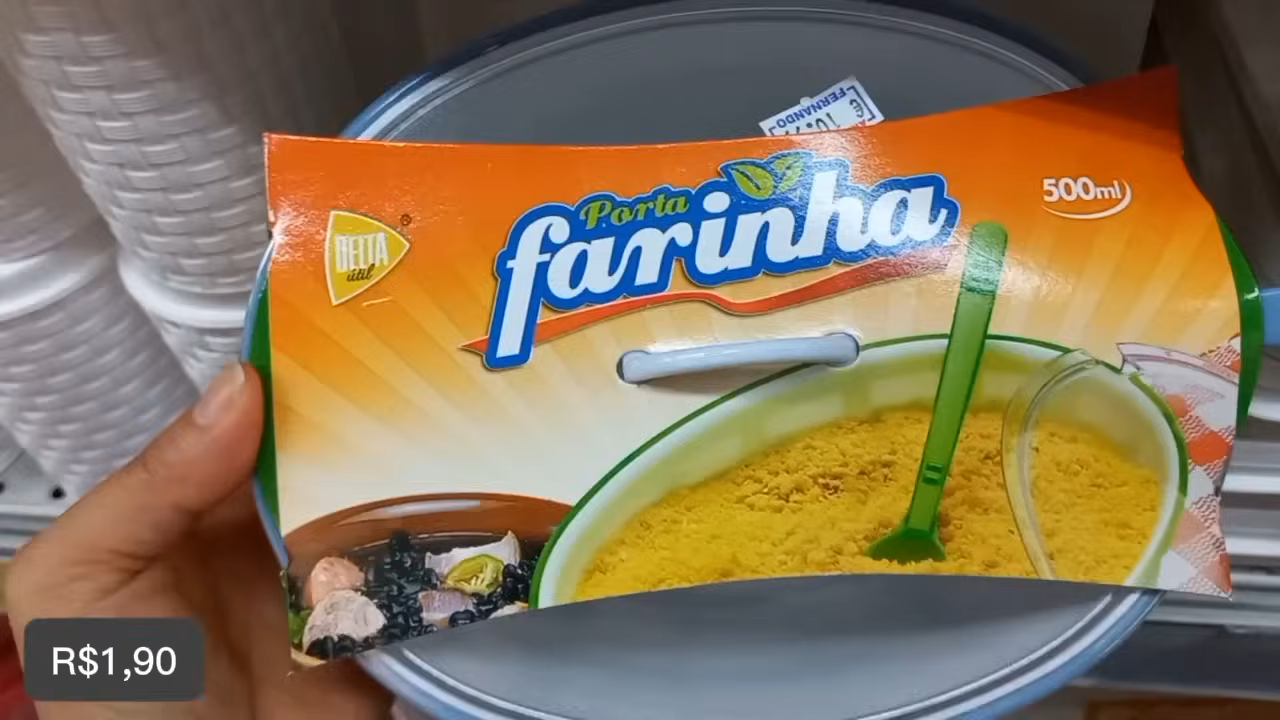 FERNANDO
Porta
farinha
500ml
DELTA
útil
®
R$1,90